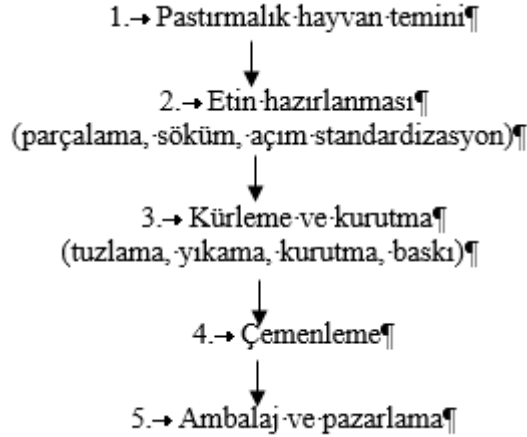 1.→ Pastırmalık·hayvan·temini¶
2.→ Etin·hazırlanması¶
(parçalama,·söküm,·açım·standardizasyon)¶
3.→ Kürleme·ve·kurutma¶
(tuzlama,·yıkama,·kurutma,·baskı)¶
4.→ Çemenleme¶
5.→ Ambalaj·ve·pazarlama¶